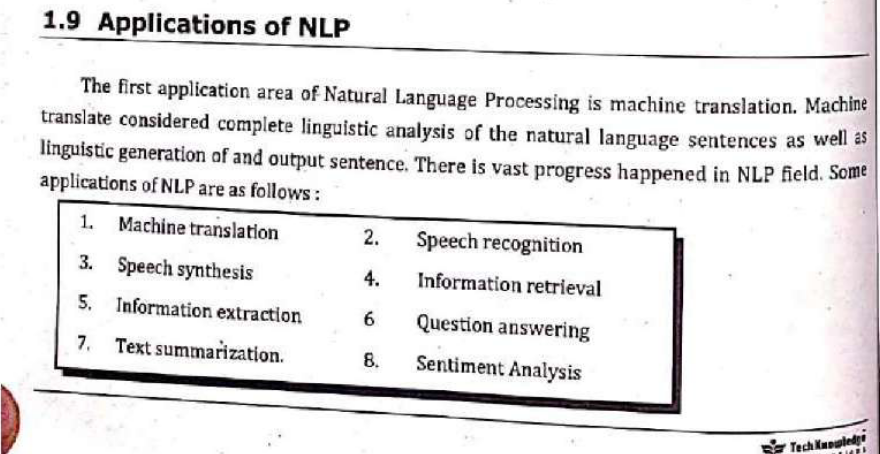 1.9 Applications of NLP
The first application area of Natural Language Processing is machine translation. Machine
translate considered complete linguistic analysis of the natural language sentences as well as
linguistic generation of and output sentence. There is vast progress happened in NLP field. Some
applications of NLP are as follows :
1. Machine translation 2. Speech recognition
3. Speech synthesis 4. Information retrieval
5. Information extraction 6 Question answering
7. Text summarization. 8. Sentiment Analysis
Tech Knowledge